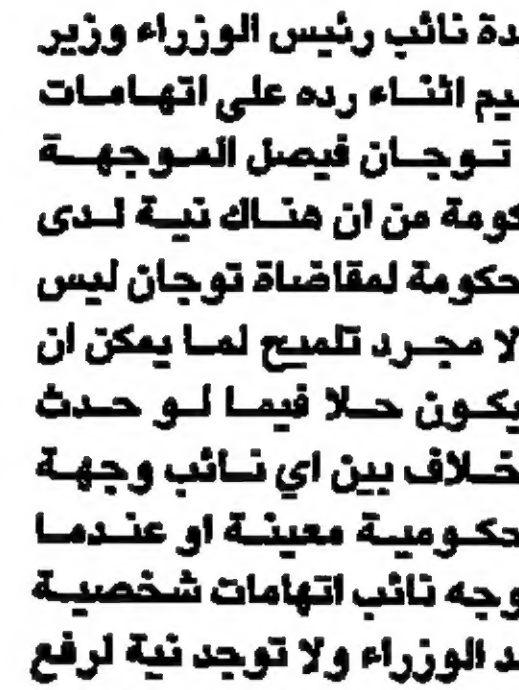 دة نائب رئيس الوزراء وزير
يم اثناء رده على اتهامات
توجان فيصل الموجهة
كومة من ان هناك نية لدى
حكومة لمقاضاة توجان ليس
لا مجرد تلميح لما يمكن ان
يكون حلا فيما لو حدث
خلاف بين اي نائب وجهة
حكومية معينة او عندما
وجه نائب اتهامات شخصية
د الوزراء ولا توجد نية لرفع